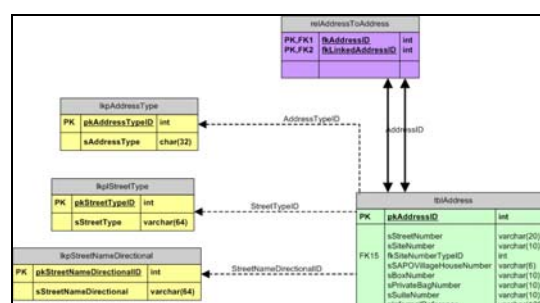 relAddressToAddress
PK,FK1 fkAddressID int
PK,FK2 fkLinkedAddressID int
lkpAddressType
PK pkAddressTypeID int
sAddressType char(32)
AddressTypeID
AddressID
lkplStreetType
PK pkStreetTypeID int
sStreetType varchar(64)
StreetTypeID
tblAddress
PK pkAddressID int
sStreetNumber varchar(20)
sSiteNumber varchar(10)
FK15 fkSiteNumberTypeID int
sSAPOVillageHouseNumber varchar(6)
sBoxNumber varchar(10)
sPrivateBagNumber varchar(10)
sSuiteNumber varchar(10)
lkpStreetNameDirectional
PK pkStreetNameDirectionalID int
sStreetNameDirectional varchar(64)
StreetNameDirectionalID